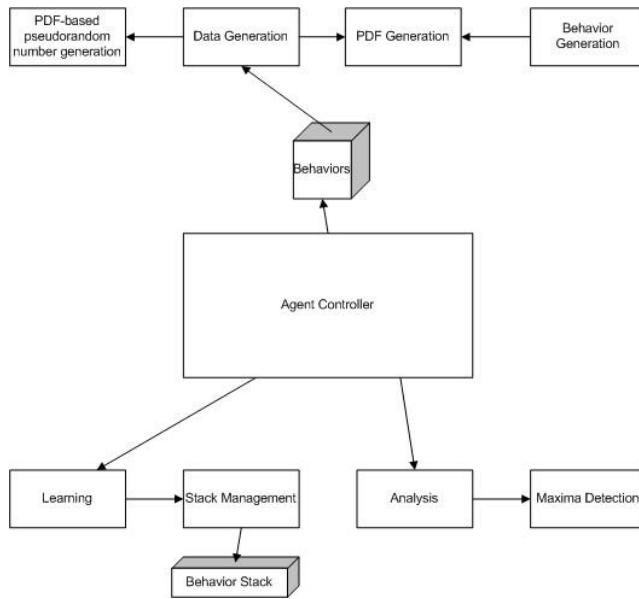 PDF-based
pseudorandom
number generation
Data Generation
PDF Generation
Behavior
Generation
Behaviors
Agent Controller
Learning
Stack Management
Analysis
Maxima Detection
Behavior Stack